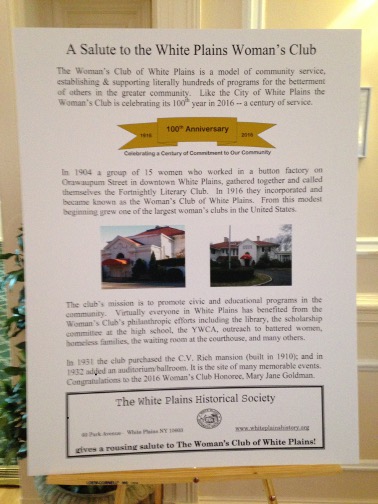 A Salute to the White Plains Woman's Club
The Woman's Club of White Plains is a model of community service,
establishing & supporting literally hundreds of programs for the betterment
of others in the greater community. Like the City of White Plains the
Woman's Club is celebrating its 100th year in 2016 -- a century of service.
1916
100th Anniversary
2016
Celebrating a Century of Commitment to Our Community
In 1904 a group of 15 women who worked in a button factory on
Orawaupum Street in downtown White Plains, gathered together and called
themselves the Fortnightly Literary Club. In 1916 they incorporated and
became known as the Woman's Club of White Plains. From this modest
beginning grew one of the largest woman's clubs in the United States.
The club's mission is to promote civic and educational programs in the
community. Virtually everyone in White Plains has benefited from the
Woman's Club's philanthropic efforts including the library, the scholarship
committee at the high school, the YWCA, outreach to battered women,
homeless families, the waiting room at the courthouse, and many others.
In 1931 the club purchased the C.V. Rich mansion (built in 1910); and in
1932 added an auditorium/ballroom. It is the site of many memorable events.
Congratulations to the 2016 Woman's Club Honoree, Mary Jane Goldman.
The White Plains Historical Society
Park Avenue White Plains NY
www.whiteplainshistory.org
gives a rousing salute to The Woman's Club of White Plains!